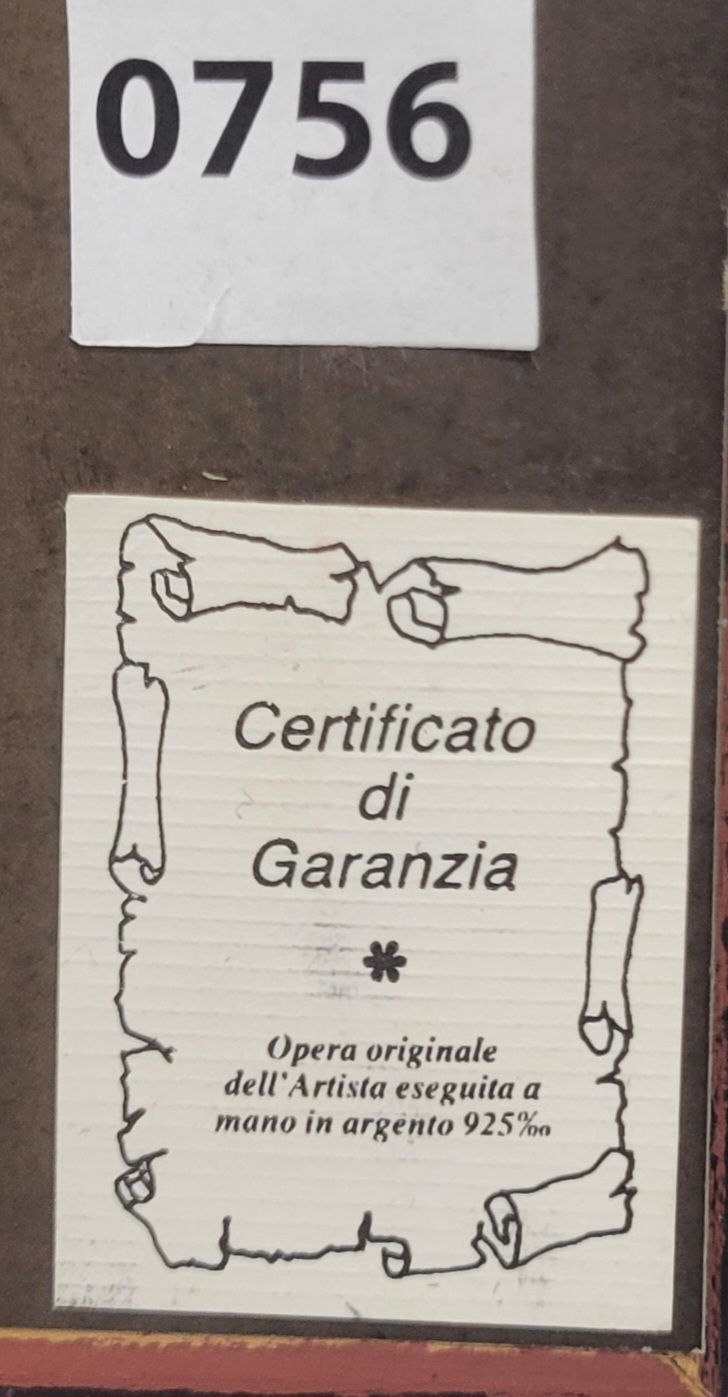 0756
Certificato
di
Garanzia
*
Opera originale
dell'Artista eseguita a
mano in argento 925‰